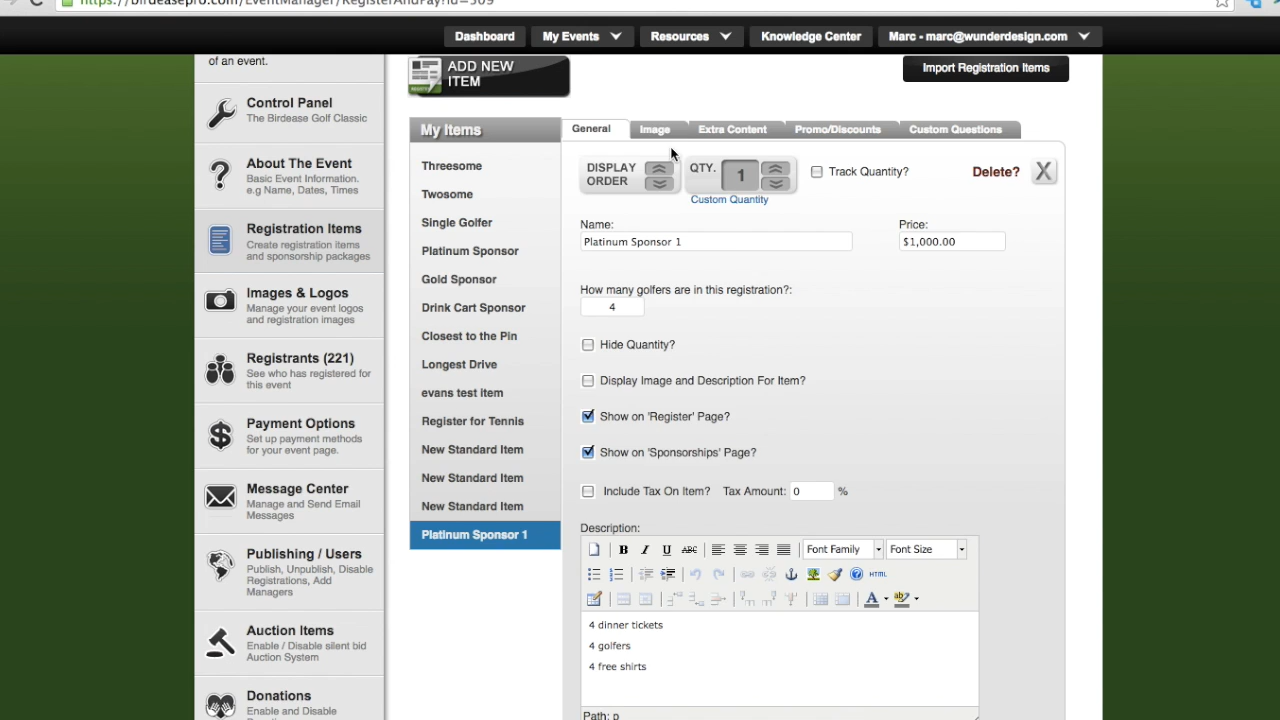 https://birdeasepro.com/EventManager/RegisterAndPay?id=309
Dashboard
My Events
Resources
Knowledge Center
Marc - marc@wunderdesign.com
of an event.
Control Panel
The Birdease Golf Classic
About The Event
Basic Event Information.
e.g Name, Dates, Times
Registration Items
Create registration items
and sponsorship packages
Images & Logos
Manage your event logos
and registration images
Registrants (221)
See who has registered for
this event
Payment Options
Set up payment methods
for your event page.
Message Center
Manage and Send Email
Messages
Publishing / Users
Publish, Unpublish, Disable
Registrations, Add
Managers
Auction Items
Enable / Disable silent bid
Auction System
Donations
Enable and Disable
ADD NEW
ITEM
Import Registration Items
My Items
Threesome
Twosome
Single Golfer
Platinum Sponsor
Gold Sponsor
Drink Cart Sponsor
Closest to the Pin
Longest Drive
evans test item
Register for Tennis
New Standard Item
New Standard Item
New Standard Item
Platinum Sponsor 1
General
Image
Extra Content
Promo/Discounts
Custom Questions
DISPLAY
ORDER
QTY.
1
Custom Quantity
Track Quantity?
Delete?
X
Name:
Platinum Sponsor 1
Price:
$1,000.00
How many golfers are in this registration?:
4
Hide Quantity?
Display Image and Description For Item?
Show on 'Register' Page?
Show on 'Sponsorships' Page?
Include Tax On Item? Tax Amount: 0 %
Description:
B I U ABC Font Family Font Size
HTML
A ab
4 dinner tickets
4 golfers
4 free shirts
Path: p